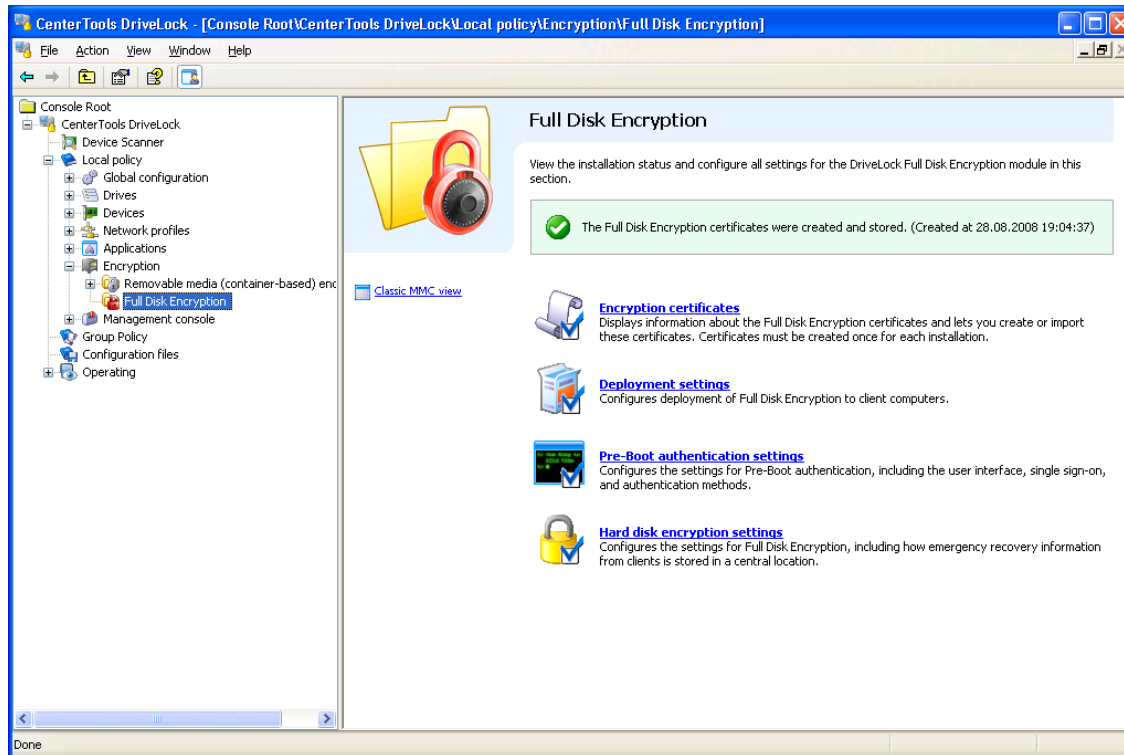 CenterTools DriveLock - [Console Root\CenterTools DriveLock\Local policy\Encryption\Full Disk Encryption]
File Action View Window Help
Console Root
CenterTools DriveLock
Device Scanner
Local policy
Global configuration
Drives
Devices
Network profiles
Applications
Encryption
Removable media (container-based) enc
Full Disk Encryption
Management console
Group Policy
Configuration files
Operating
Full Disk Encryption
View the installation status and configure all settings for the DriveLock Full Disk Encryption module in this
section.
The Full Disk Encryption certificates were created and stored. (Created at 28.08.2008 19:04:37)
Classic MMC view
Encryption certificates
Displays information about the Full Disk Encryption certificates and lets you create or import
these certificates. Certificates must be created once for each installation.
Deployment settings
Configures deployment of Full Disk Encryption to client computers.
Pre-Boot authentication settings
Configures the settings for Pre-Boot authentication, including the user interface, single sign-on,
and authentication methods.
Hard disk encryption settings
Configures the settings for Full Disk Encryption, including how emergency recovery information
from clients is stored in a central location.
Done